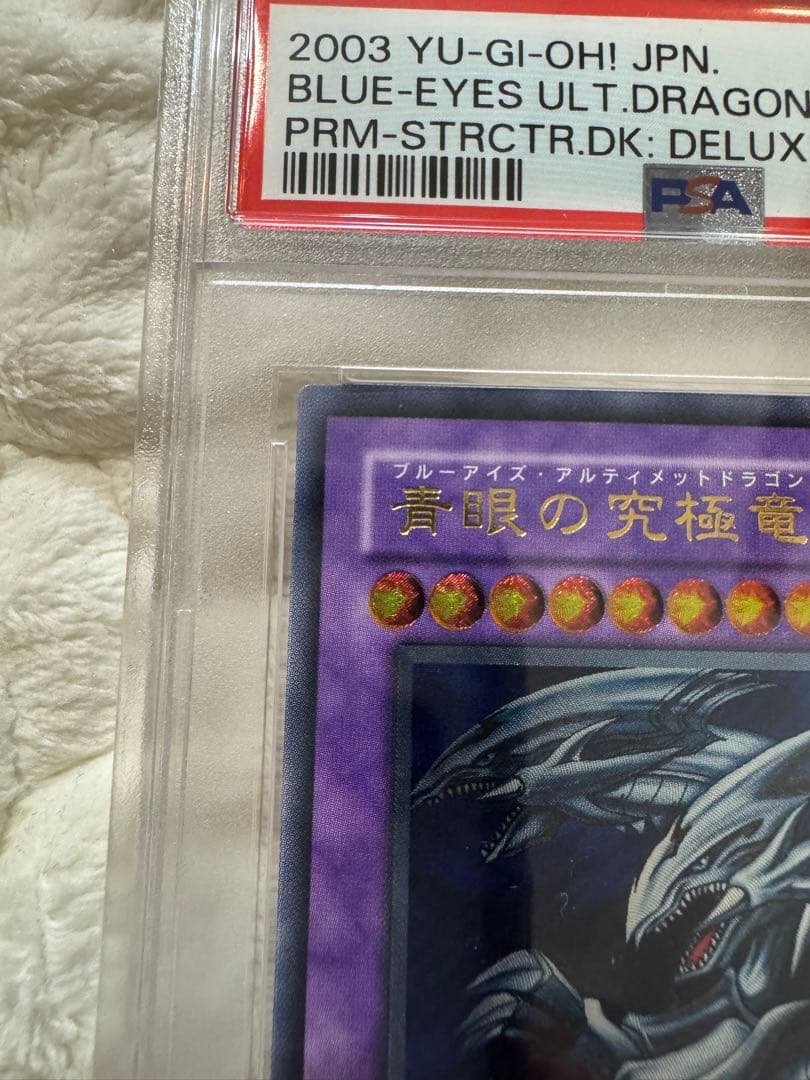 2003 YU-GI-OH! JPN.
BLUE-EYES ULT.DRAGON
PRM-STRCTR.DK: DELUX
PSA
ブルーアイズ・アルティメットドラゴン
青眼の究極竜